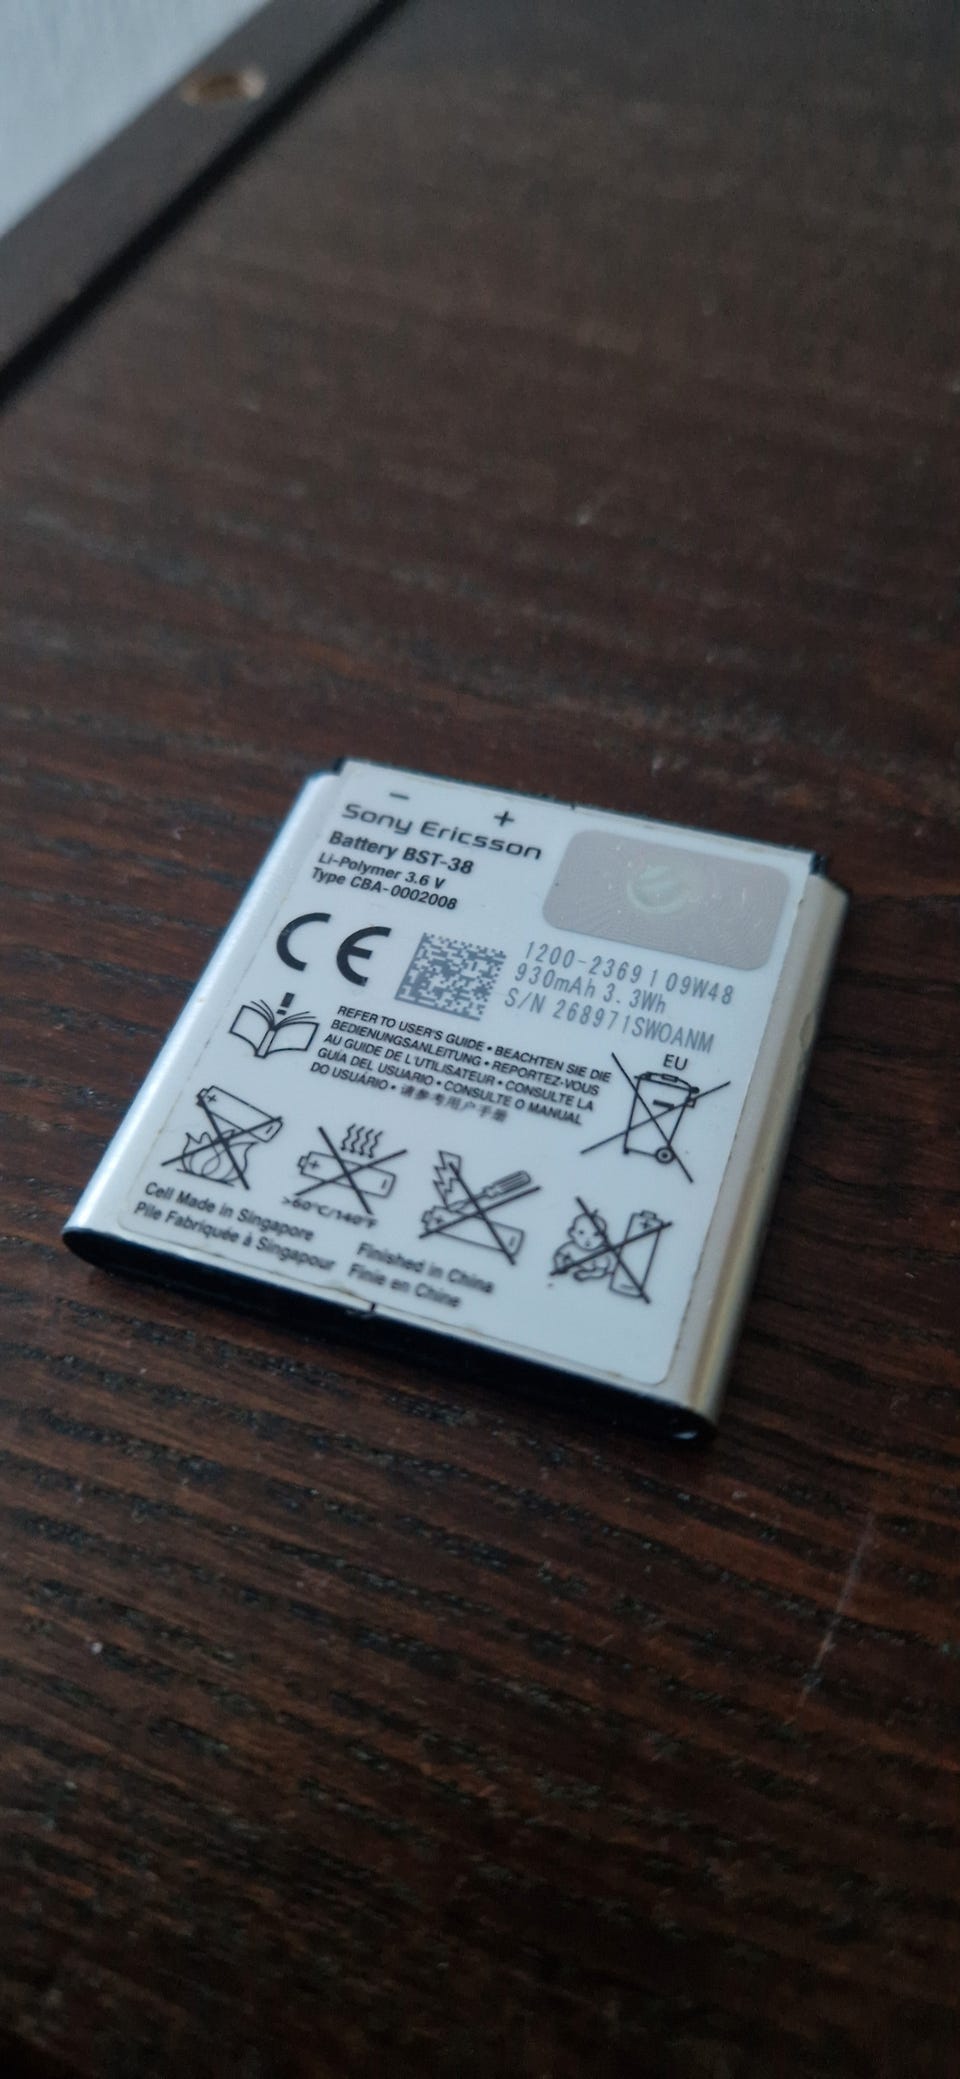 - +
Sony Ericsson
Battery BST-38
Li-Polymer 3.6 V
Type CBA-0002008
CE
1200-2369 1 09W48
930mAh 3.3Wh
S/N 268971SWOANM
REFER TO USER'S GUIDE • BEACHTEN SIE DIE
BEDIENUNGSANLEITUNG • REPORTEZ-VOUS
AU GUIDE DE L'UTILISATEUR • CONSULTE LA
GUÍA DEL USUARIO • CONSULTE O MANUAL
DO USUÁRIO • 请参考用户手册
EU
>60°C/140°F
Cell Made in Singapore
Pile Fabriquée à Singapour
Finished in China
Finie en Chine